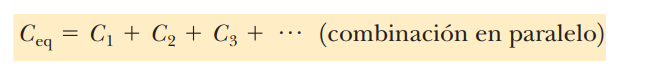 C_eq = C_1 + C_2 + C_3 + ··· (combinación en paralelo)